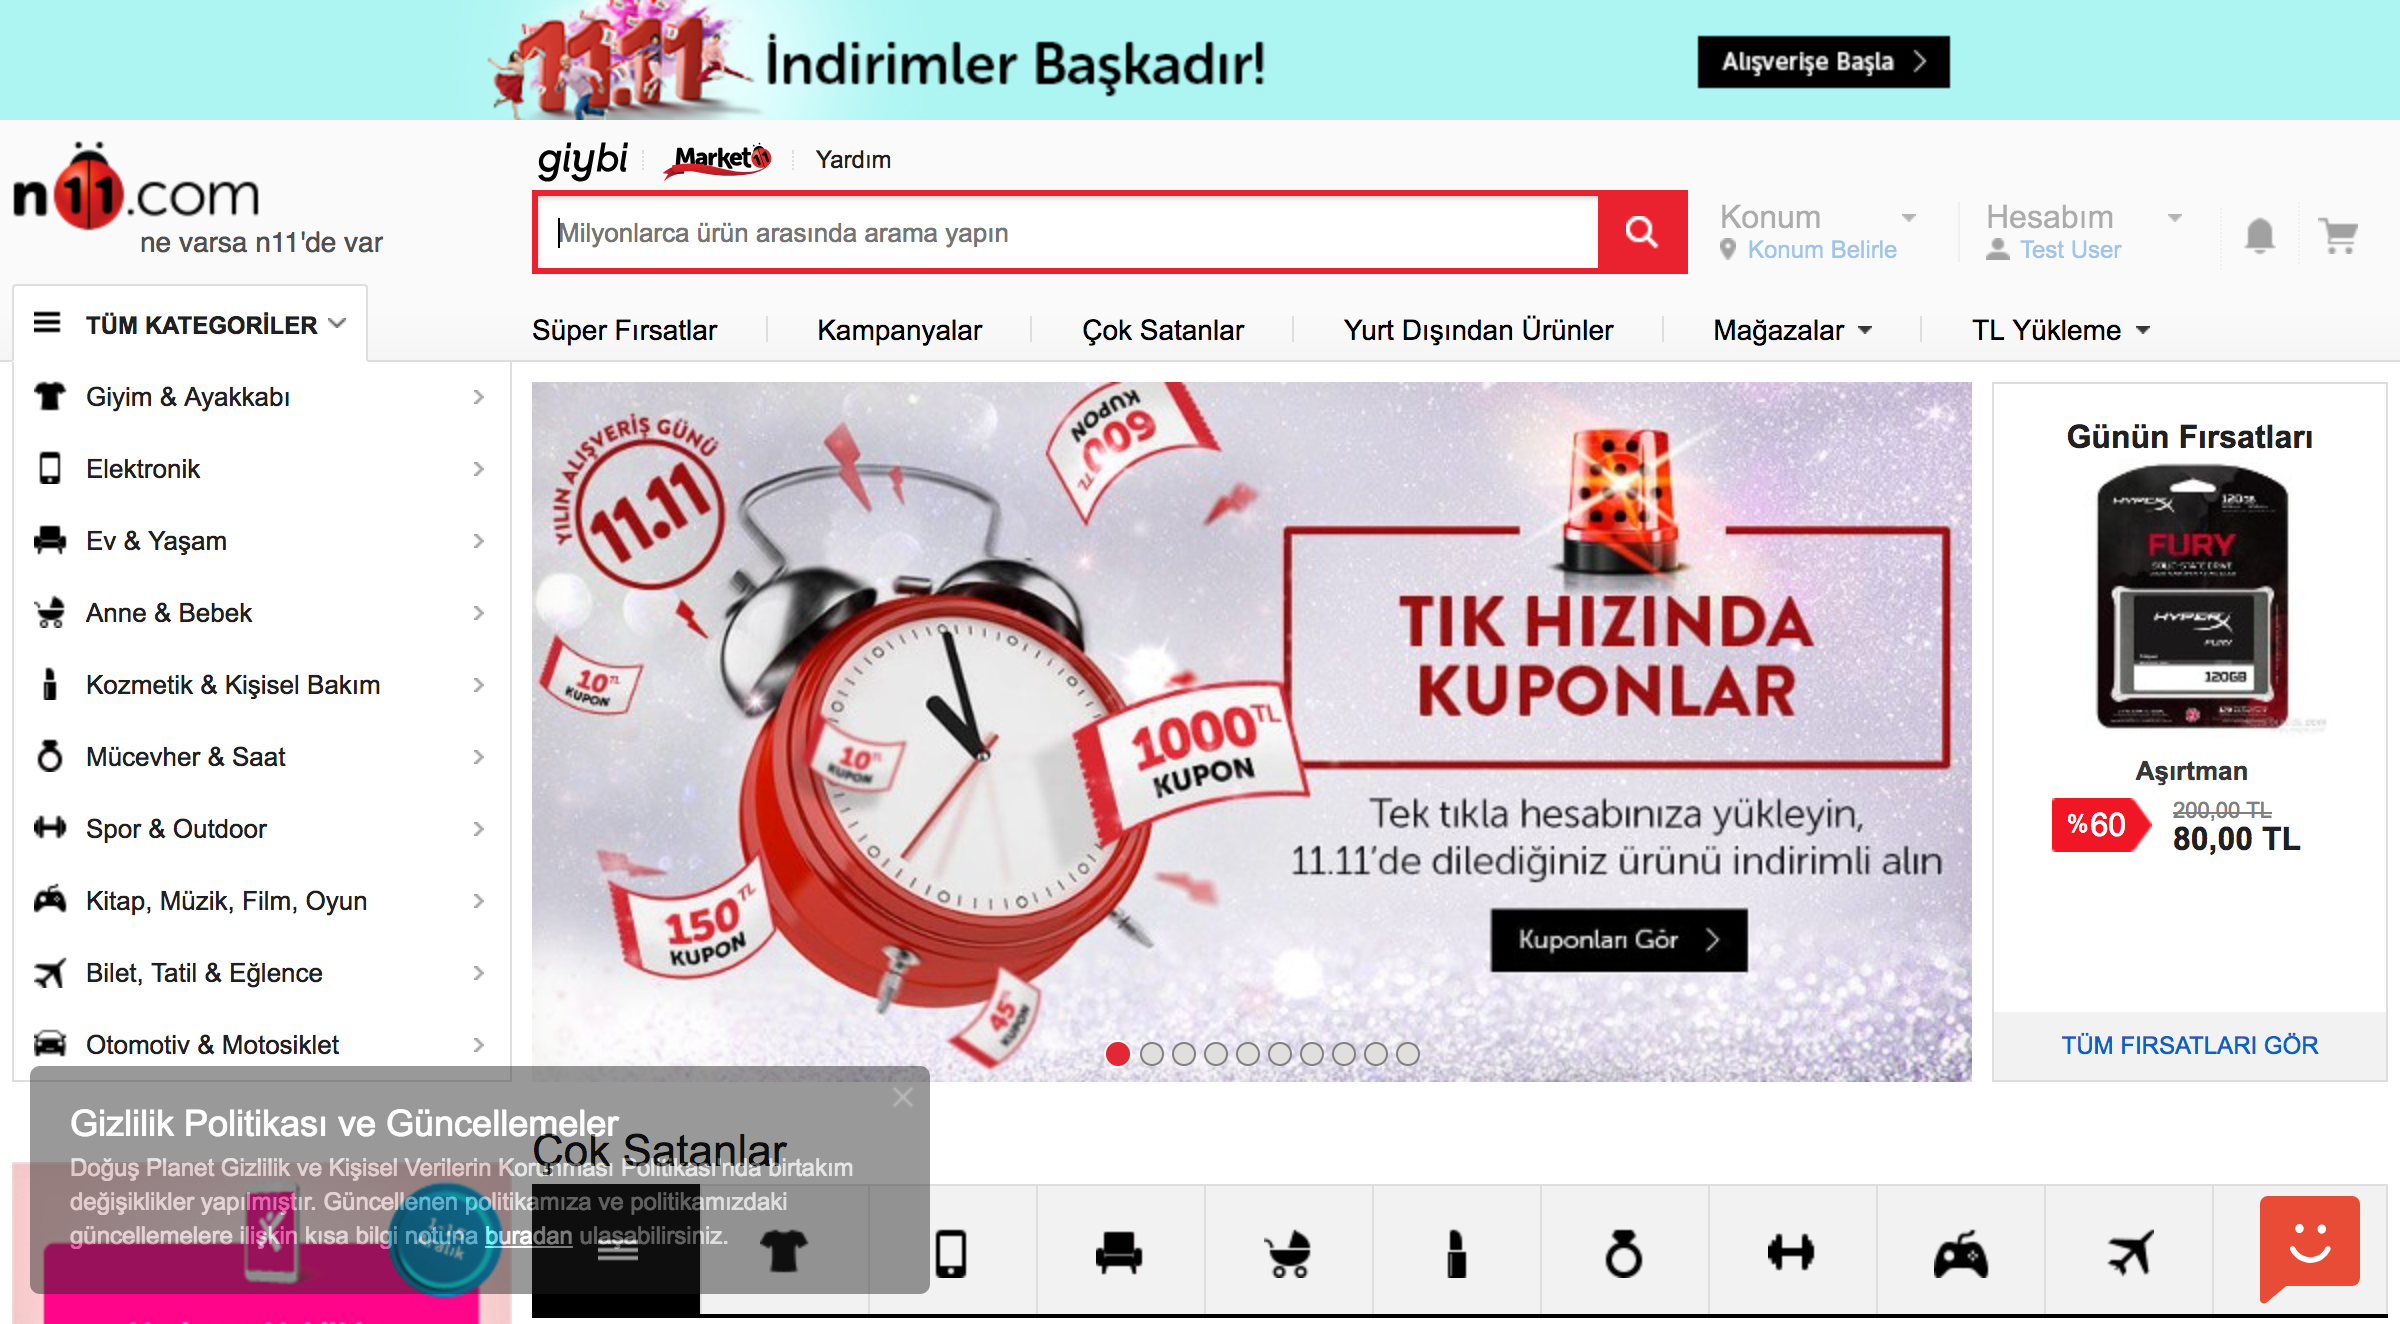 11.11 İndirimler Başkadır!
Alışverişe Başla
n11.com
ne varsa n11'de var
giybi
Market11
Yardım
Milyonlarca ürün arasında arama yapın
Konum
Konum Belirle
Hesabım
Test User
TÜM KATEGORİLER
Süper Fırsatlar
Kampanyalar
Çok Satanlar
Yurt Dışından Ürünler
Mağazalar
TL Yükleme
Giyim & Ayakkabı
Elektronik
Ev & Yaşam
Anne & Bebek
Kozmetik & Kişisel Bakım
Mücevher & Saat
Spor & Outdoor
Kitap, Müzik, Film, Oyun
Bilet, Tatil & Eğlence
Otomotiv & Motosiklet
YILIN ALIŞVERİŞ GÜNÜ
11.11
600 TL
KUPON
10 TL
KUPON
10 TL
KUPON
1000 TL
KUPON
150 TL
KUPON
45 TL
KUPON
TIK HIZINDA
KUPONLAR
Tek tıkla hesabınıza yükleyin,
11.11'de dilediğiniz ürünü indirimli alın
Kuponları Gör
Günün Fırsatları
HYPERX
120GB
FURY
SOLID STATE DRIVE
HYPERX
FURY
120GB
Aşırtman
%60
200,00 TL
80,00 TL
TÜM FIRSATLARI GÖR
Gizlilik Politikası ve Güncellemeler
Doğuş Planet Gizlilik ve Kişisel Verilerin Korunması Politikası'nda birtakım
değişiklikler yapılmıştır. Güncellenen politikamıza ve politikamızdaki
güncellemelere ilişkin kısa bilgi notuna buradan ulaşabilirsiniz.
Çok Satanlar